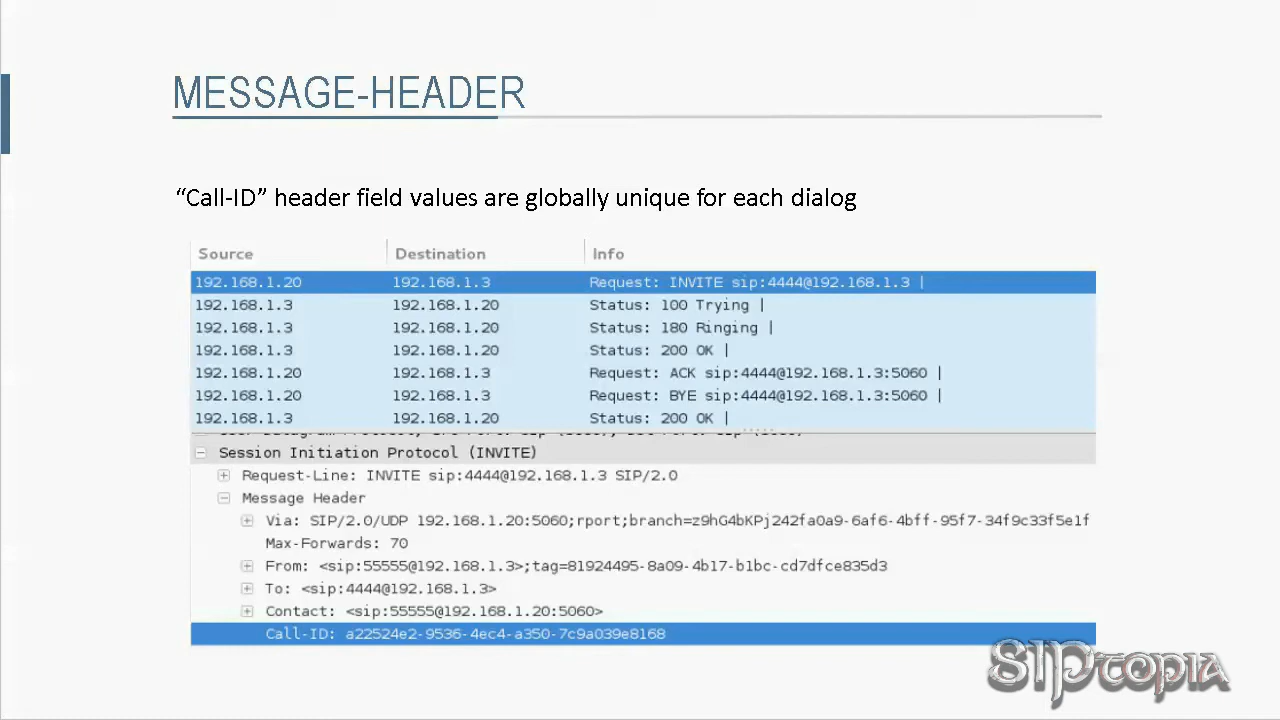 MESSAGE-HEADER
“Call-ID” header field values are globally unique for each dialog
Source Destination Info
192.168.1.20 192.168.1.3 Request: INVITE sip:4444@192.168.1.3 |
192.168.1.3 192.168.1.20 Status: 100 Trying |
192.168.1.3 192.168.1.20 Status: 180 Ringing |
192.168.1.3 192.168.1.20 Status: 200 OK |
192.168.1.20 192.168.1.3 Request: ACK sip:4444@192.168.1.3:5060 |
192.168.1.20 192.168.1.3 Request: BYE sip:4444@192.168.1.3:5060 |
192.168.1.3 192.168.1.20 Status: 200 OK |
Session Initiation Protocol (INVITE)
Request-Line: INVITE sip:4444@192.168.1.3 SIP/2.0
Message Header
Via: SIP/2.0/UDP 192.168.1.20:5060;rport;branch=z9hG4bKPj242fa0a9-6af6-4bff-95f7-34f9c33f5e1f
Max-Forwards: 70
From: <sip:55555@192.168.1.3>;tag=81924495-8a09-4b17-b1bc-cd7dfce835d3
To: <sip:4444@192.168.1.3>
Contact: <sip:55555@192.168.1.20:5060>
Call-ID: a22524e2-9536-4ec4-a350-7c9a039e8168
SIPtopia